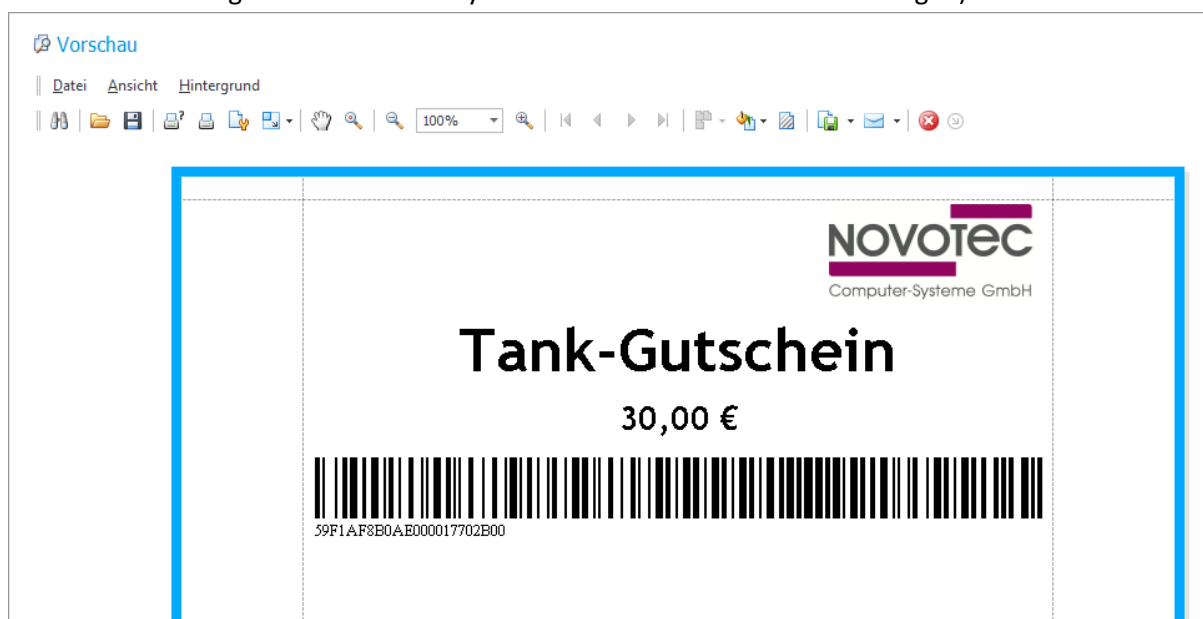 Vorschau
Datei Ansicht Hintergrund
100%
NOVOTEC
Computer-Systeme GmbH
Tank-Gutschein
30,00 €
59F1AF8B0AE000017702B00